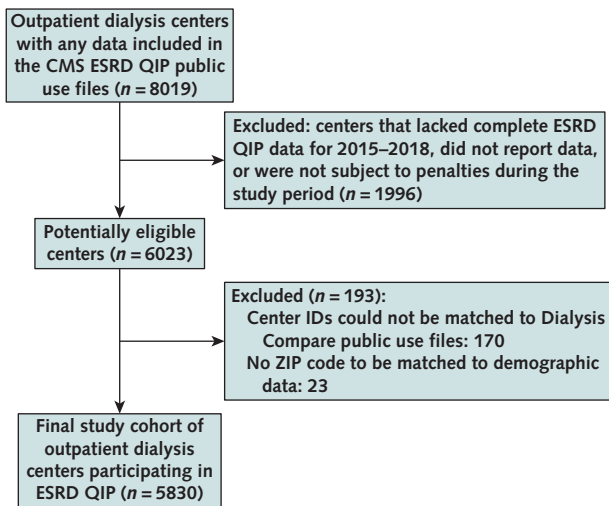 Outpatient dialysis centers
with any data included in
the CMS ESRD QIP public
use files (n = 8019)
Excluded: centers that lacked complete ESRD
QIP data for 2015–2018, did not report data,
or were not subject to penalties during the
study period (n = 1996)
Potentially eligible
centers (n = 6023)
Excluded (n = 193):
Center IDs could not be matched to Dialysis
Compare public use files: 170
No ZIP code to be matched to demographic
data: 23
Final study cohort of
outpatient dialysis
centers participating in
ESRD QIP (n = 5830)